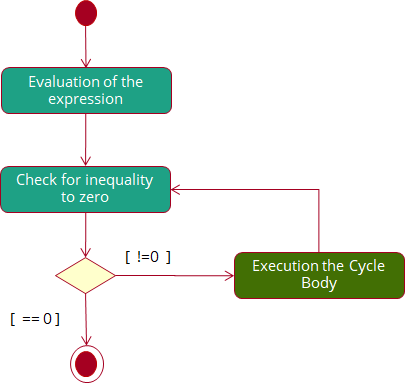 Evaluation of the
expression
Check for inequality
to zero
[ !=0 ]
Execution the Cycle
Body
[ == 0 ]